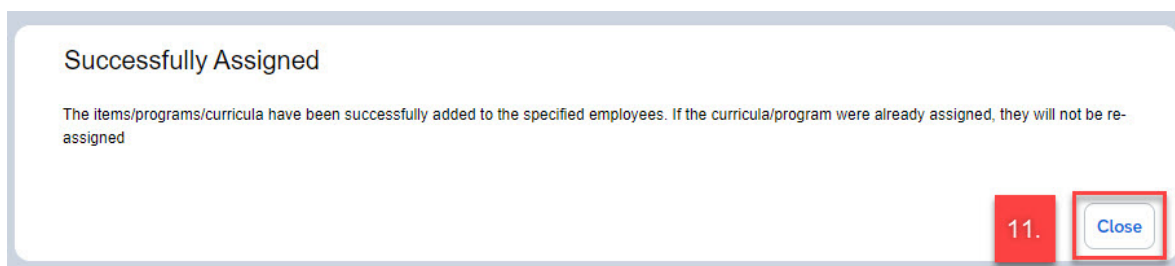 Successfully Assigned
The items/programs/curricula have been successfully added to the specified employees. If the curricula/program were already assigned, they will not be re-
assigned
11.
Close